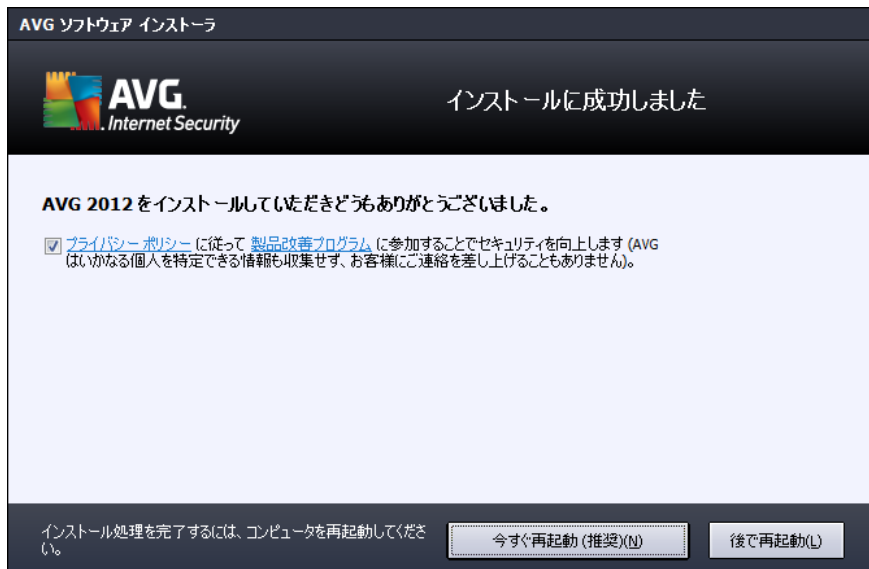 AVG ソフトウェア インストーラ
AVG.
Internet Security
インストールに成功しました
AVG 2012 をインストールしていただきどうもありがとうございました。
プライバシー ポリシー に従って 製品改善プログラム に参加することでセキュリティを向上します (AVG
はいかなる個人を特定できる情報も収集せず、お客様にご連絡を差し上げることもありません)。
インストール処理を完了するには、コンピュータを再起動してくださ
い。
今すぐ再起動 (推奨)(N)
後で再起動(L)